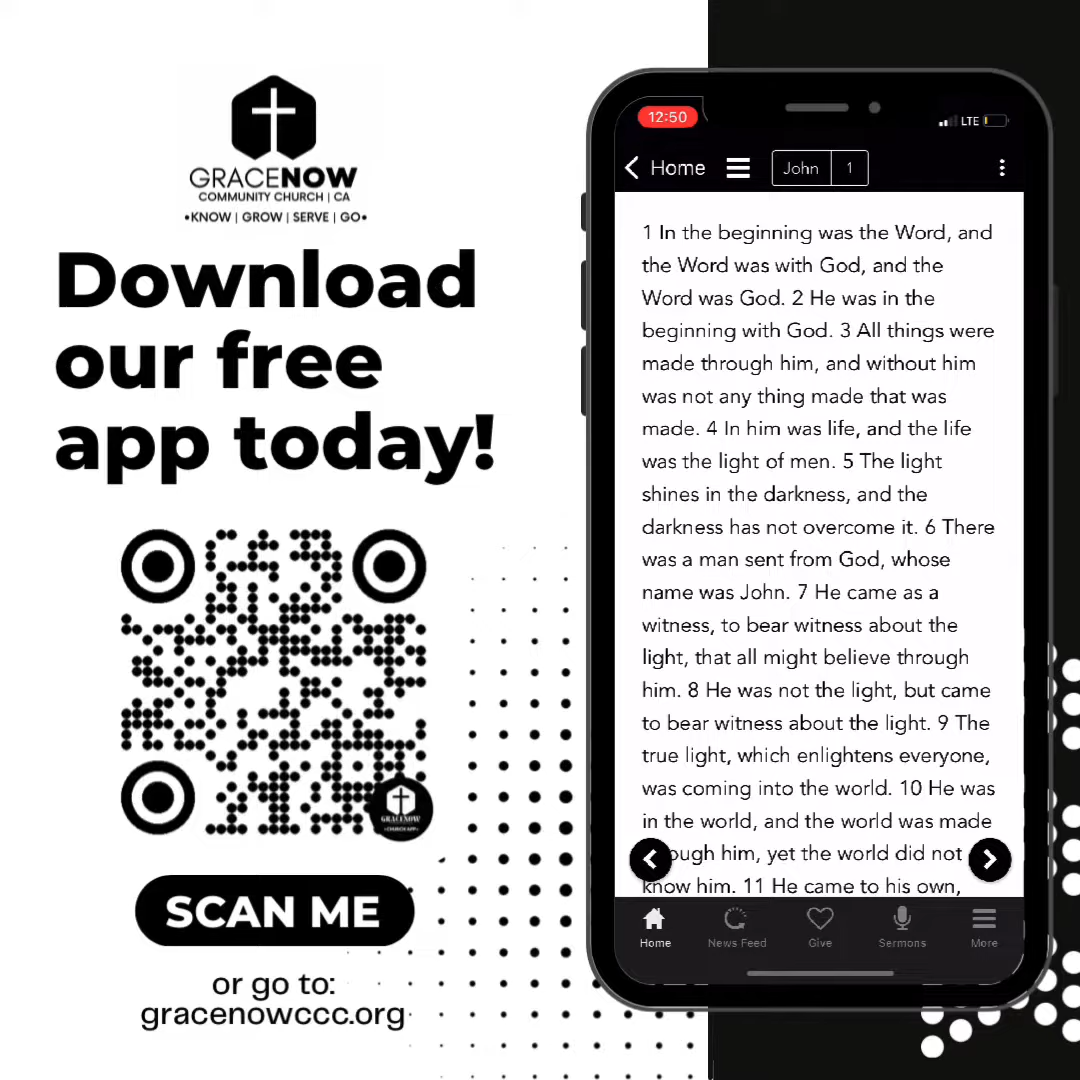 GRACENOW
COMMUNITY CHURCH | CA
•KNOW | GROW | SERVE | GO•
Download
our free
app today!
GRACENOW
•CHURCH APP•
SCAN ME
or go to:
gracenowccc.org
12:50
LTE
Home
John 1
1 In the beginning was the Word, and
the Word was with God, and the
Word was God. 2 He was in the
beginning with God. 3 All things were
made through him, and without him
was not any thing made that was
made. 4 In him was life, and the life
was the light of men. 5 The light
shines in the darkness, and the
darkness has not overcome it. 6 There
was a man sent from God, whose
name was John. 7 He came as a
witness, to bear witness about the
light, that all might believe through
him. 8 He was not the light, but came
to bear witness about the light. 9 The
true light, which enlightens everyone,
was coming into the world. 10 He was
in the world, and the world was made
ough him, yet the world did not
know him. 11 He came to his own,
Home News Feed Give Sermons More